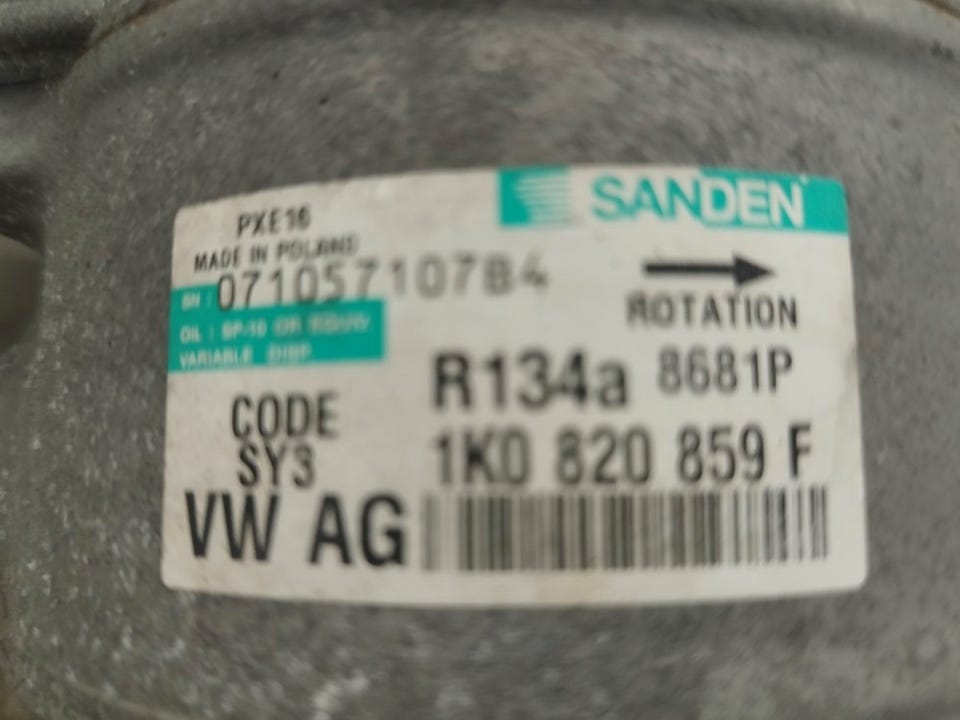 SANDEN
PXE16
MADE IN POLAND
SN : 07105710784
ROTATION
OIL : SP-10 OR EQUIV
VARIABLE DISP
R134a 8681P
CODE
SY3
1K0 820 859 F
VW AG